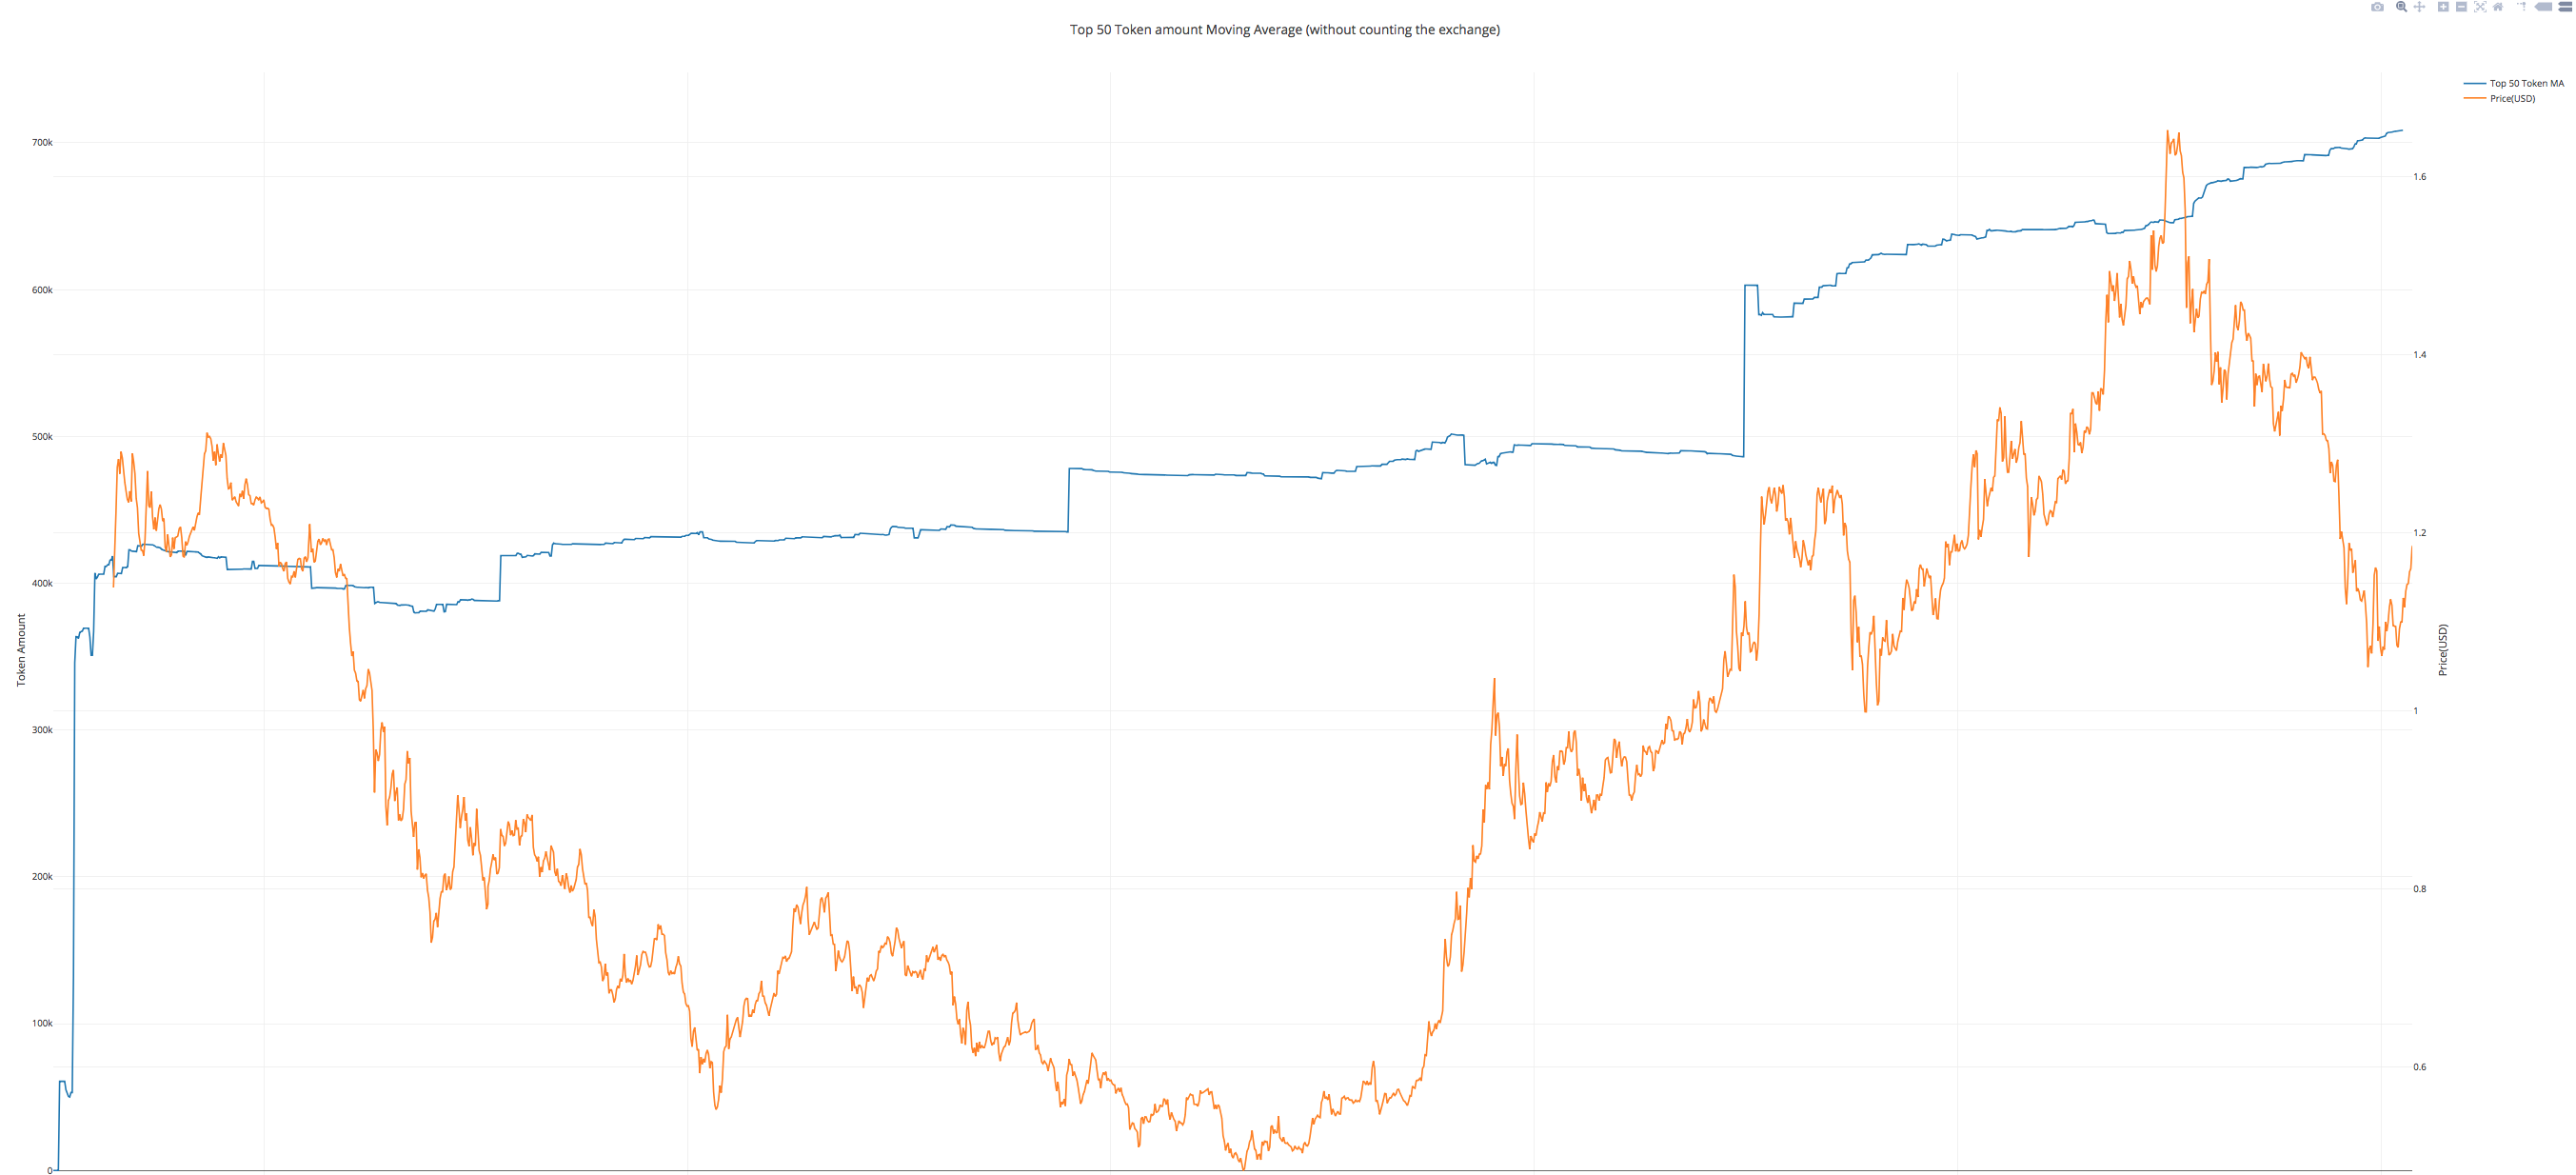 Top 50 Token amount Moving Average (without counting the exchange)
Top 50 Token MA
Price(USD)
700k
600k
500k
400k
300k
200k
100k
0
Token Amount
1.6
1.4
1.2
1
0.8
0.6
Price(USD)